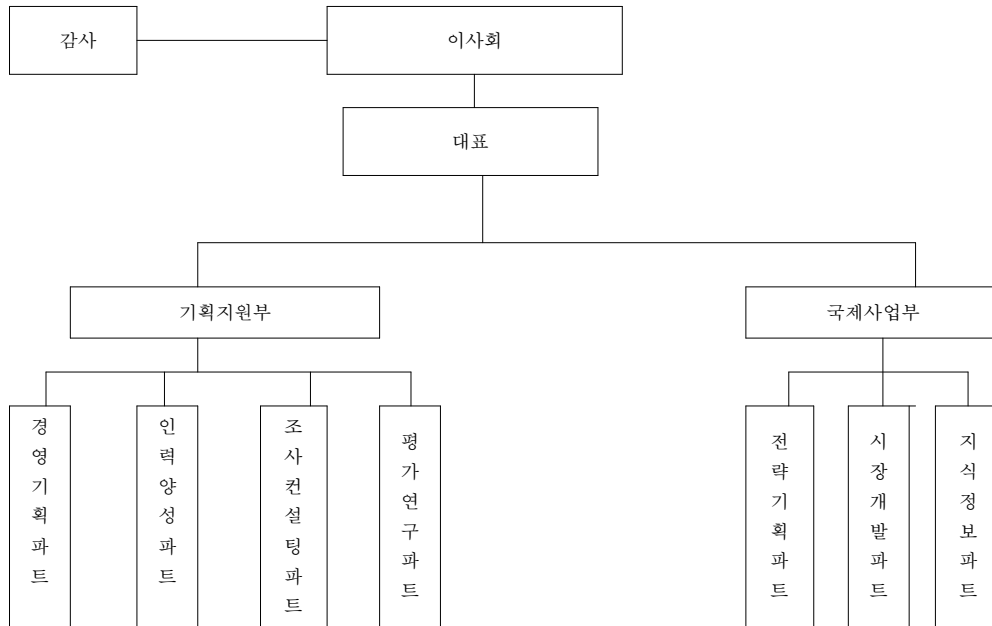 감사
이사회
대표
기획지원부
국제사업부
경영기획파트
인력양성파트
조사컨설팅파트
평가연구파트
전략기획파트
시장개발파트
지식정보파트